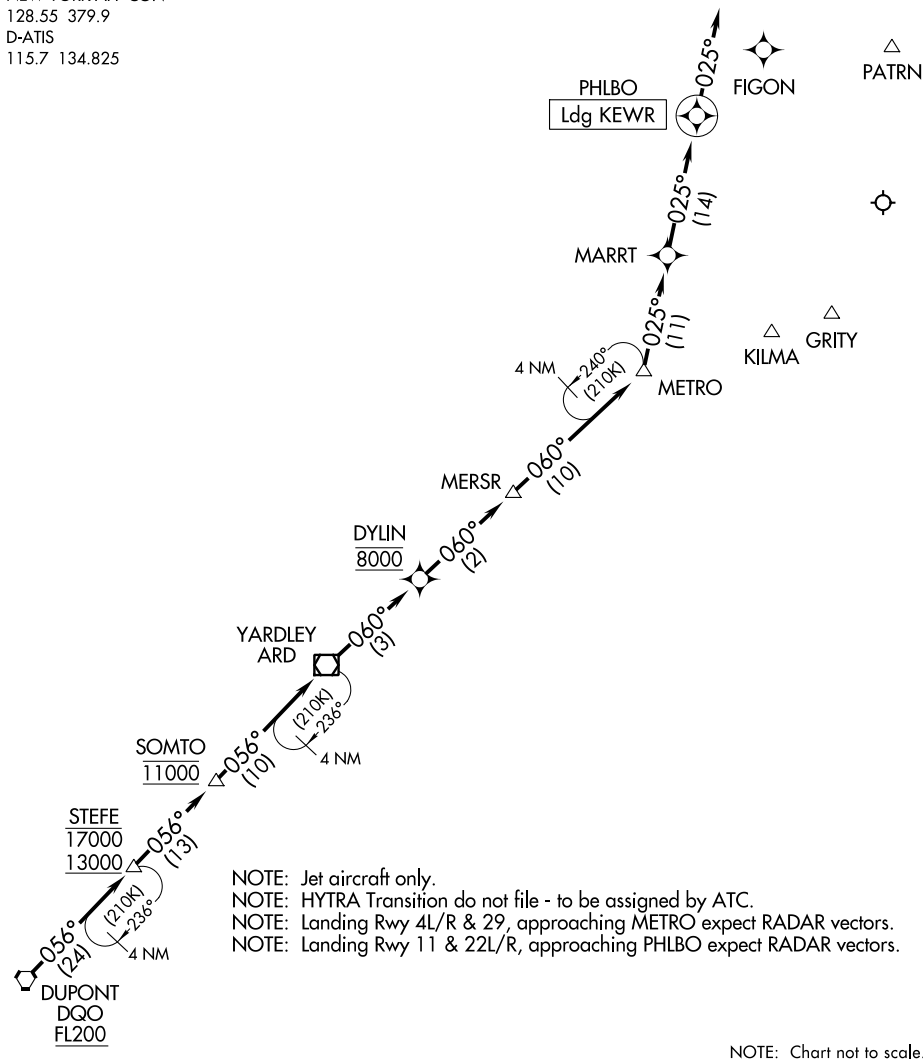 128.55 379.9
D-ATIS
115.7 134.825
025°
FIGON
PATRN
PHLBO
Ldg KEWR
025°
(14)
MARRT
025°
(11)
KILMA
GRITY
4 NM
240°
(210K)
METRO
MERSR
060°
(10)
DYLIN
8000
060°
(2)
YARDLEY
ARD
060°
(3)
(210K)
236°
4 NM
SOMTO
11000
056°
(10)
STEFE
17000
13000
056°
(13)
(210K)
236°
4 NM
056°
(24)
DUPONT
DQO
FL200
NOTE: Jet aircraft only.
NOTE: HYTRA Transition do not file - to be assigned by ATC.
NOTE: Landing Rwy 4L/R & 29, approaching METRO expect RADAR vectors.
NOTE: Landing Rwy 11 & 22L/R, approaching PHLBO expect RADAR vectors.
NOTE: Chart not to scale.